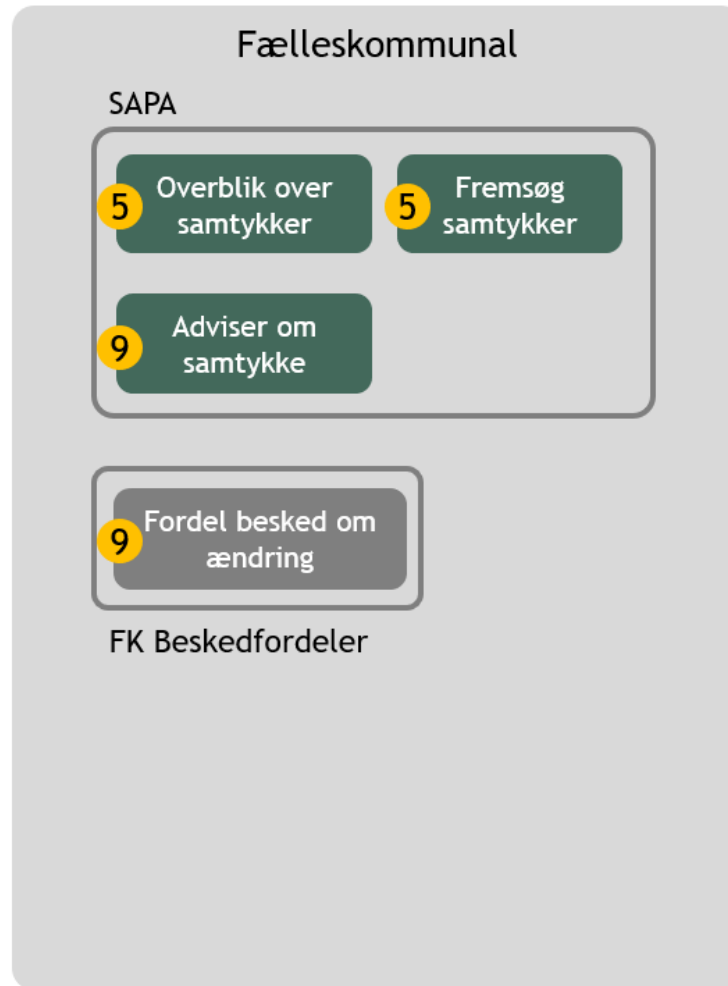 Fælleskommunal
SAPA
5
Overblik over
samtykker
5
Fremsøg
samtykker
9
Adviser om
samtykke
9
Fordel besked om
ændring
FK Beskedfordeler